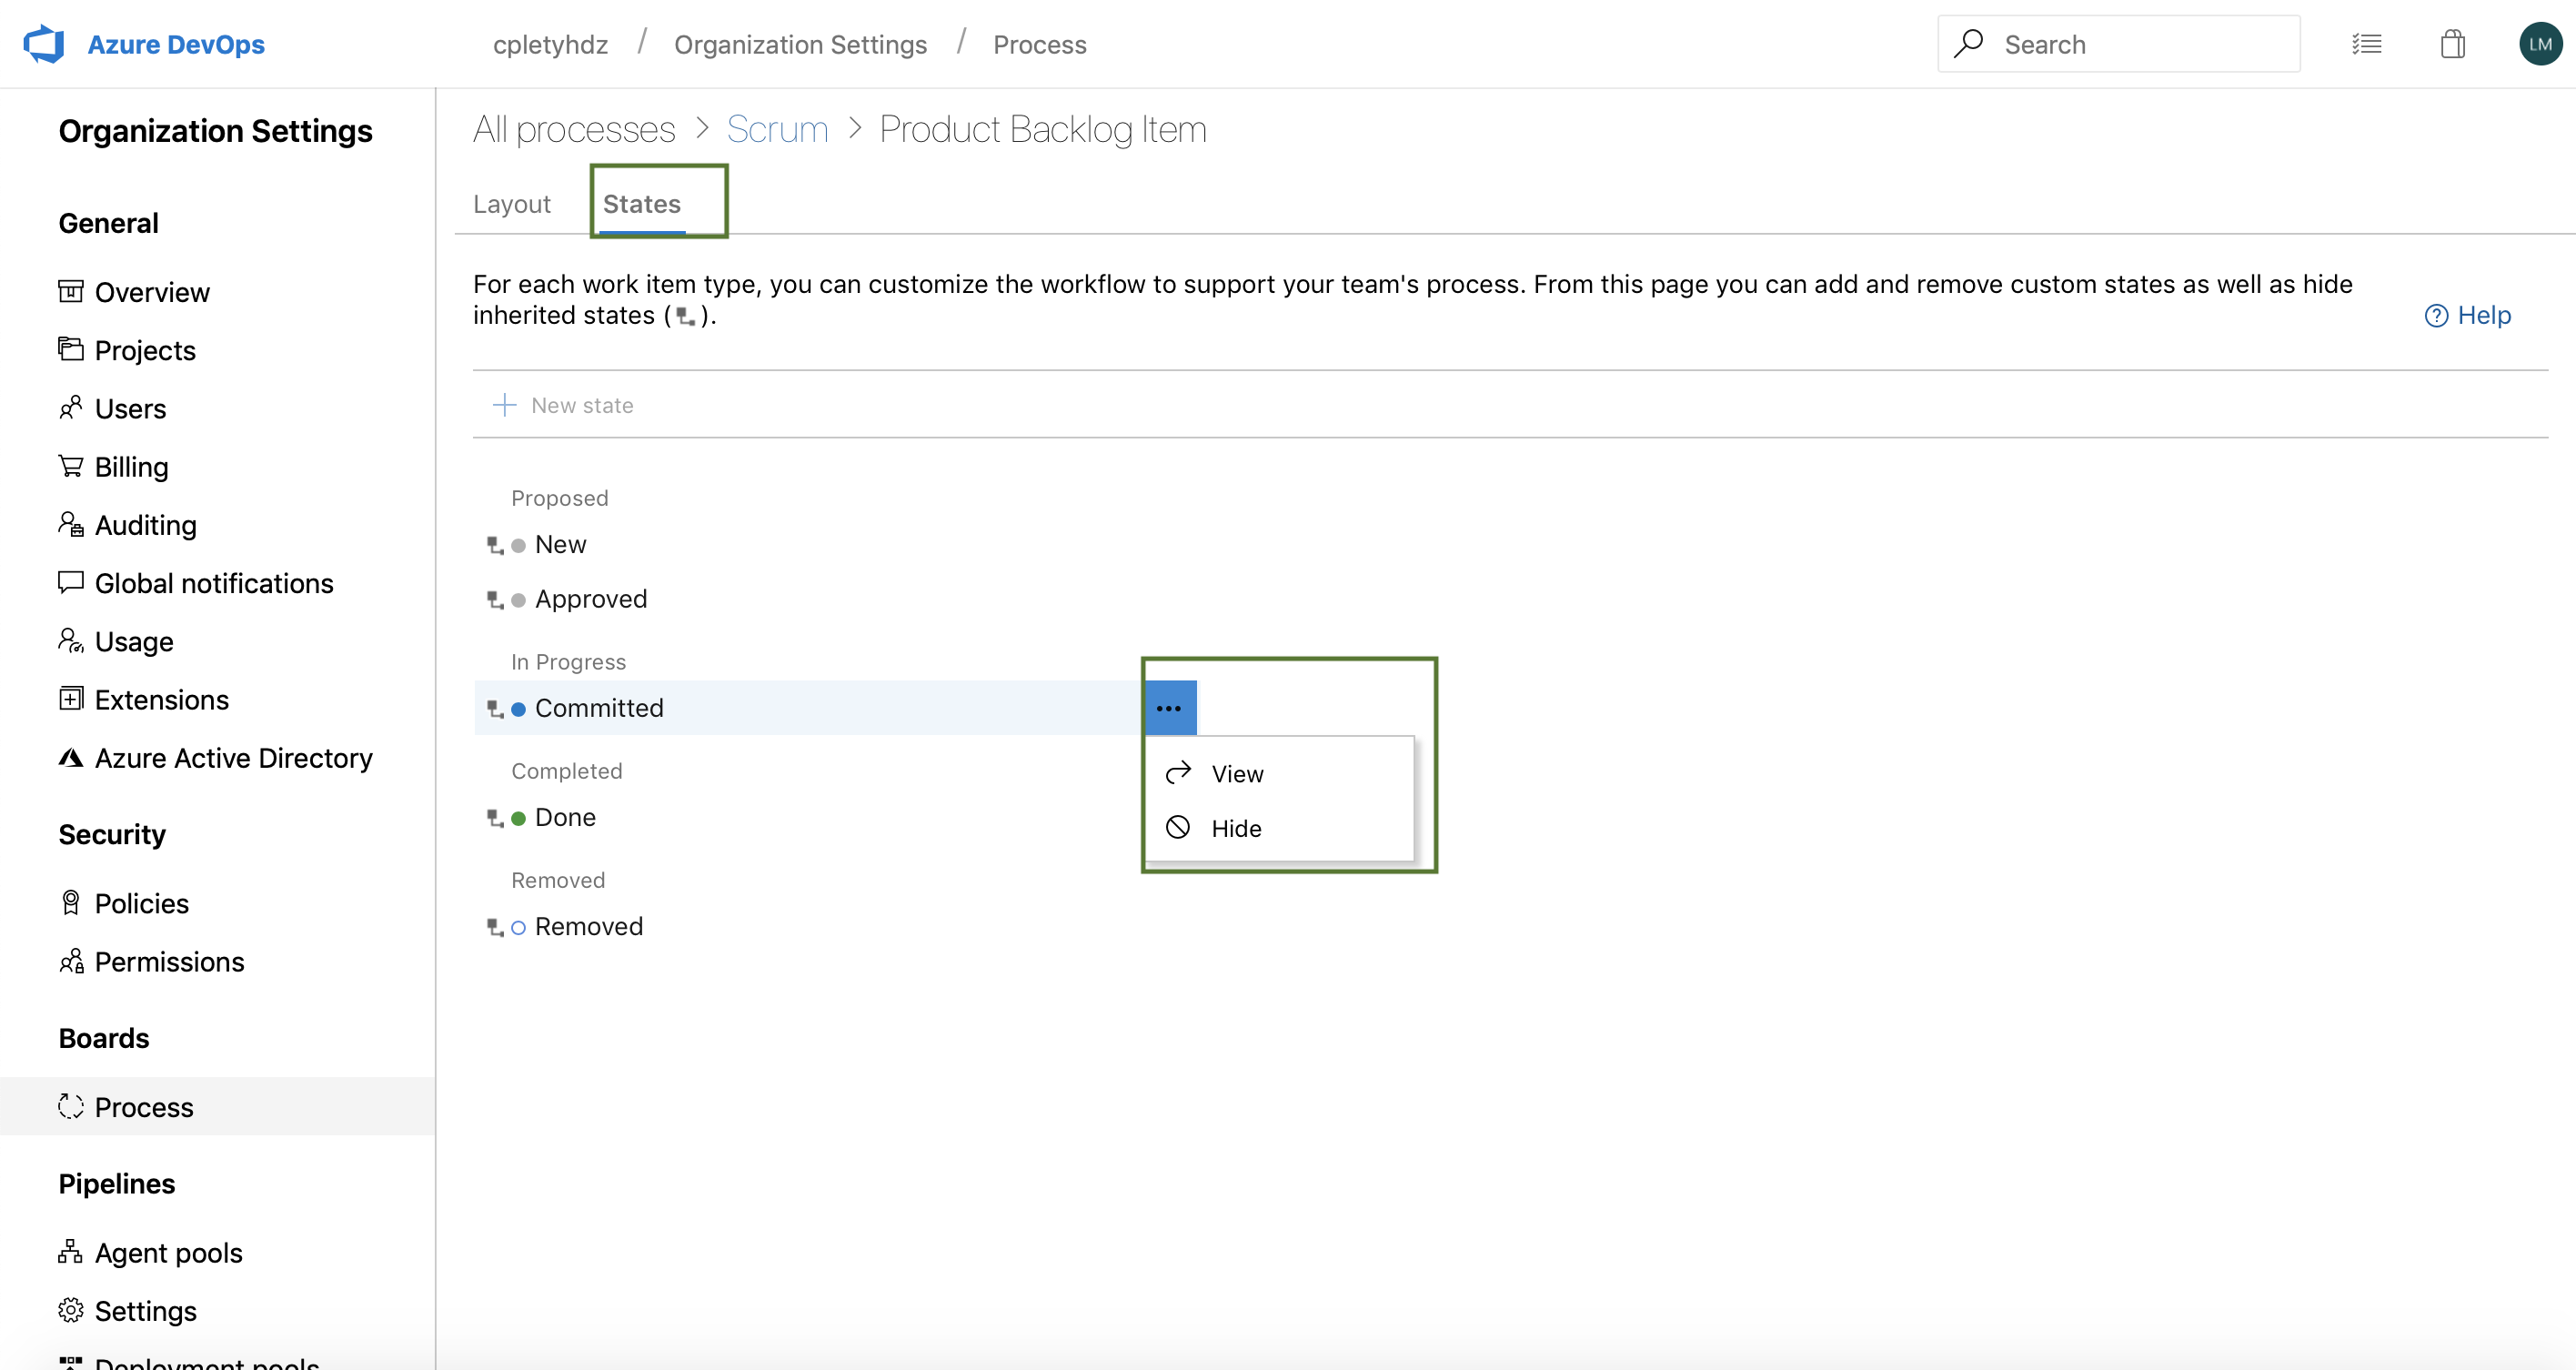 Azure DevOps
cpletyhdz / Organization Settings / Process
Search
LM
Organization Settings
General
Overview
Projects
Users
Billing
Auditing
Global notifications
Usage
Extensions
Azure Active Directory
Security
Policies
Permissions
Boards
Process
Pipelines
Agent pools
Settings
Deployment pools
All processes > Scrum > Product Backlog Item
Layout States
For each work item type, you can customize the workflow to support your team's process. From this page you can add and remove custom states as well as hide
inherited states ( ).
Help
New state
Proposed
New
Approved
In Progress
Committed
View
Hide
Completed
Done
Removed
Removed